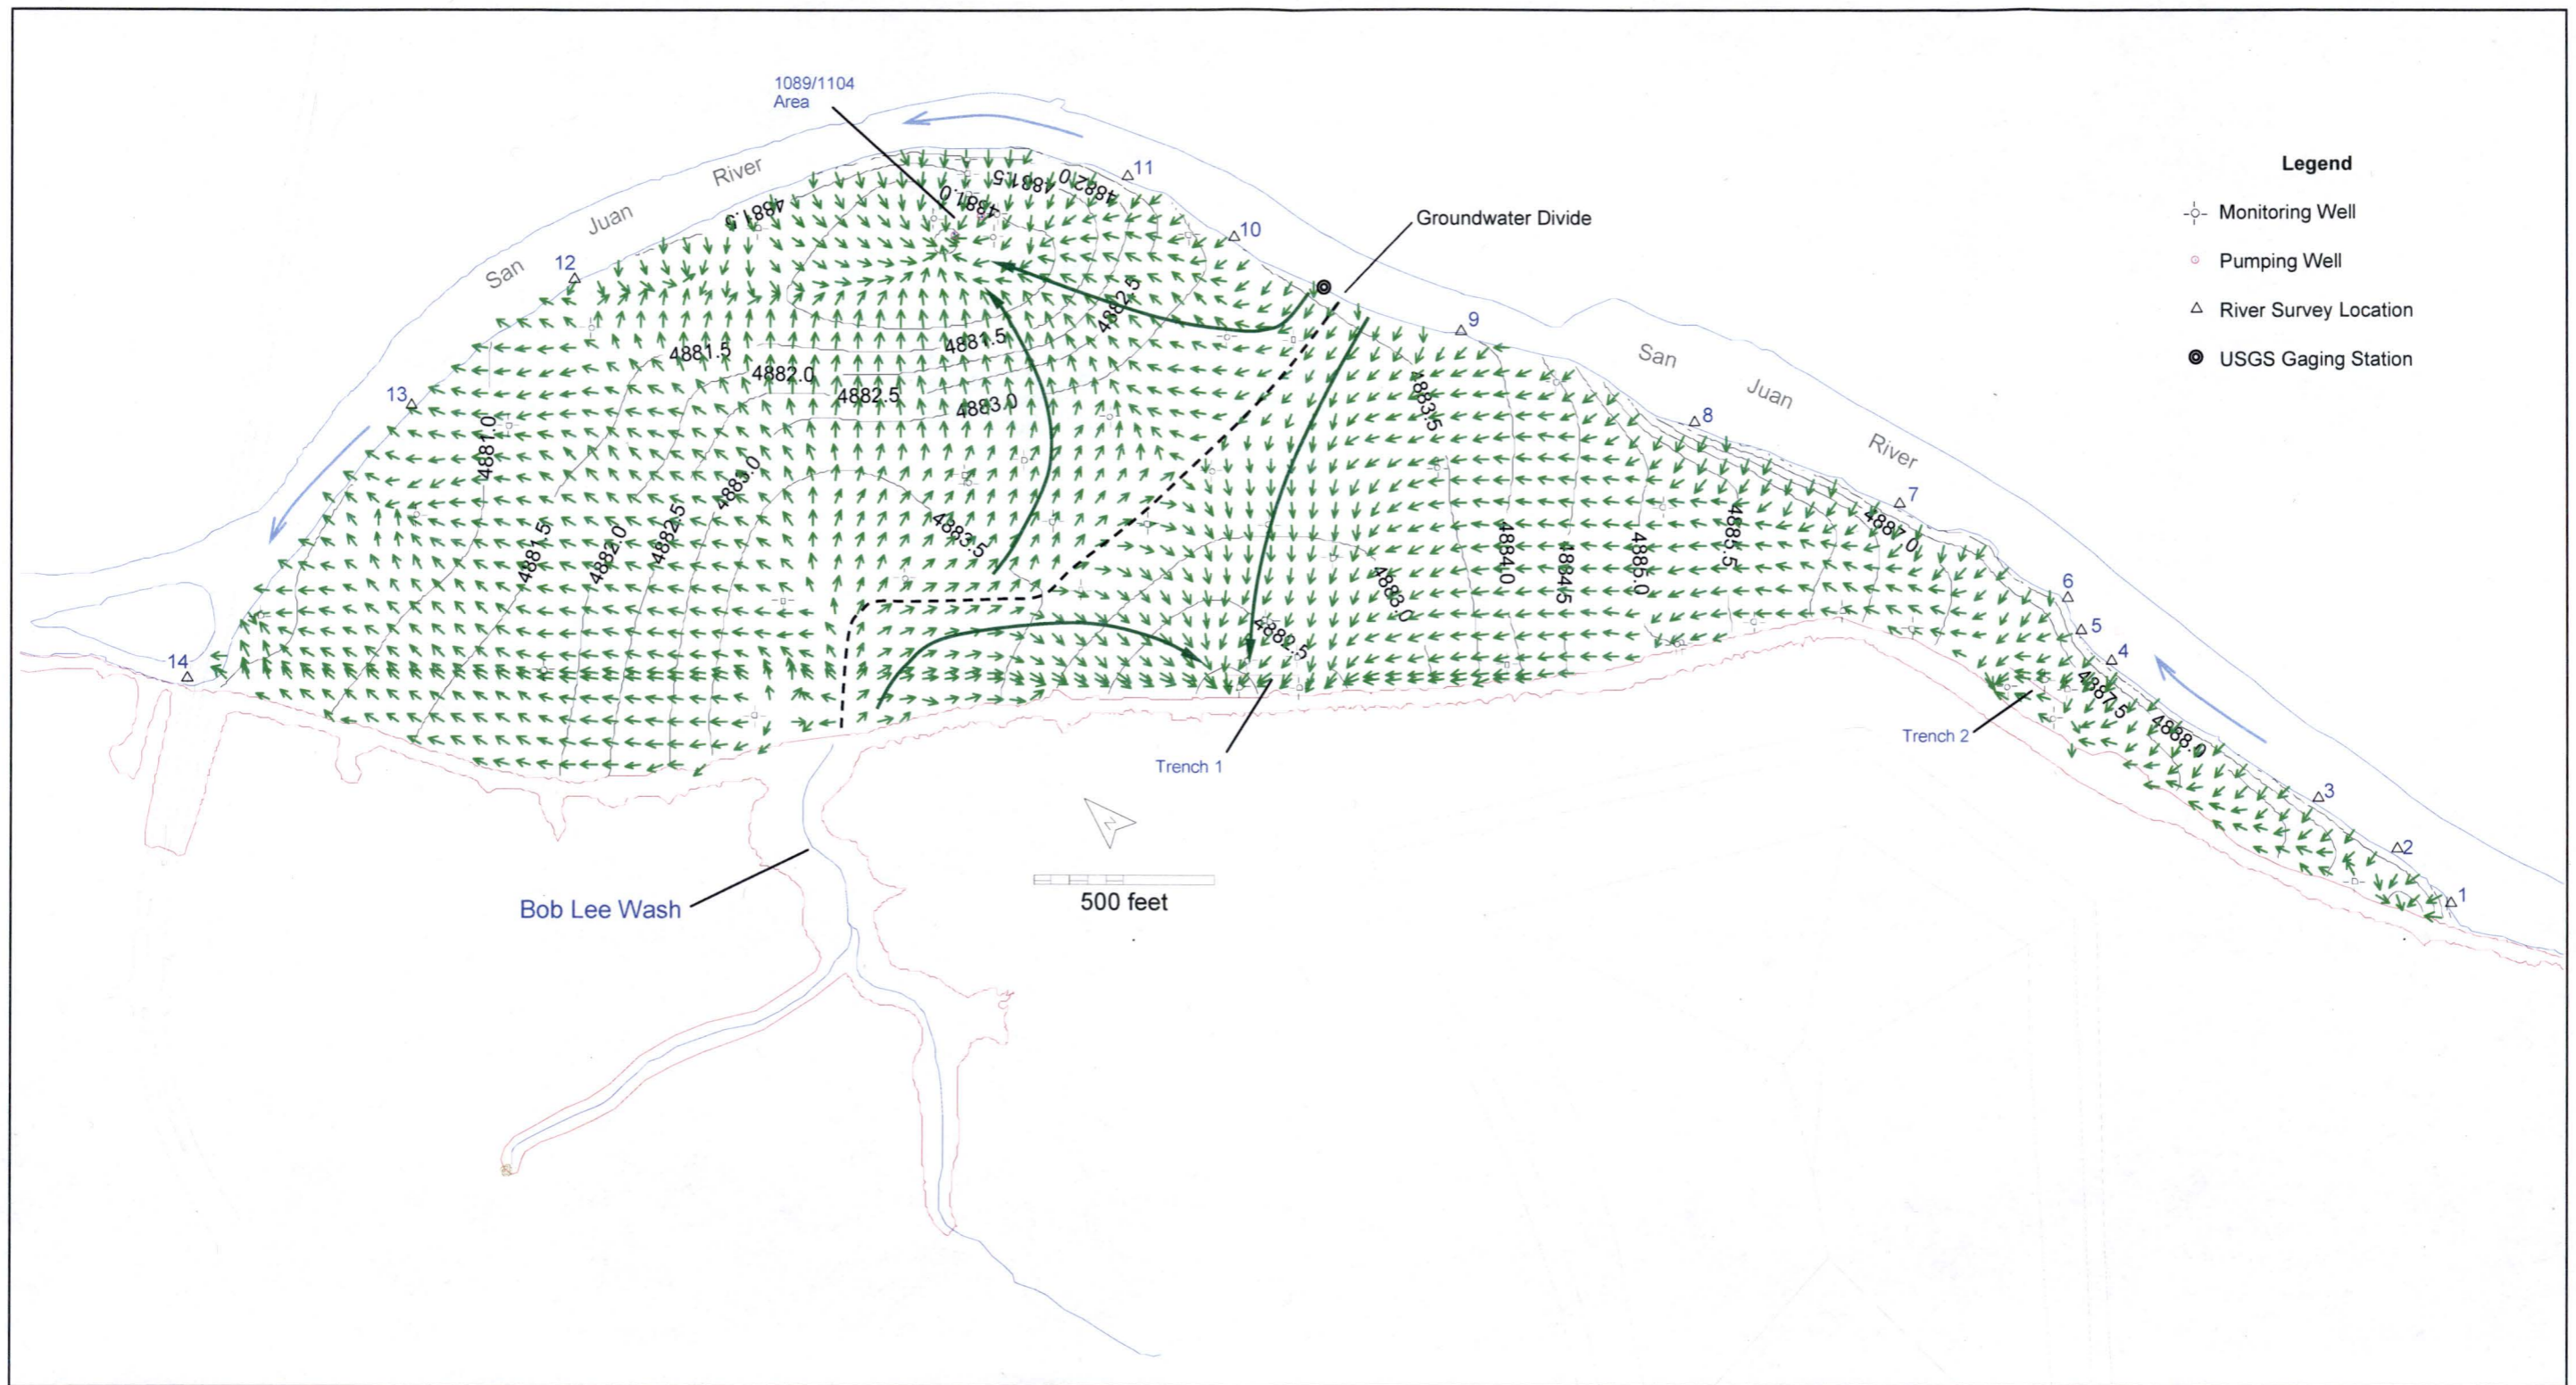 1089/1104
Area
San
Juan
River
11
10
Groundwater Divide
9
12
13
14
San
Juan
River
8
7
6
5
4
3
2
1
4881.5
4881.0
4881.5
4882.0
4882.5
4881.5
4881.5
4882.0
4882.5
4883.0
4883.5
4881.0
4883.0
4883.5
4881.5
4882.0
4882.5
4883.0
4882.5
4884.0
4884.5
4885.0
4885.5
4887.0
4887.5
4888.0
Trench 1
Trench 2
Bob Lee Wash
N
500 feet
Legend
Monitoring Well
Pumping Well
River Survey Location
USGS Gaging Station